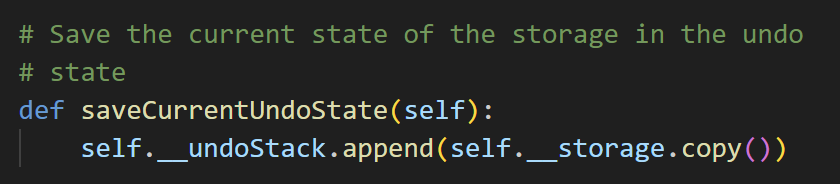 # Save the current state of the storage in the undo
# state
def saveCurrentUndoState(self):
    self.__undoStack.append(self.__storage.copy())